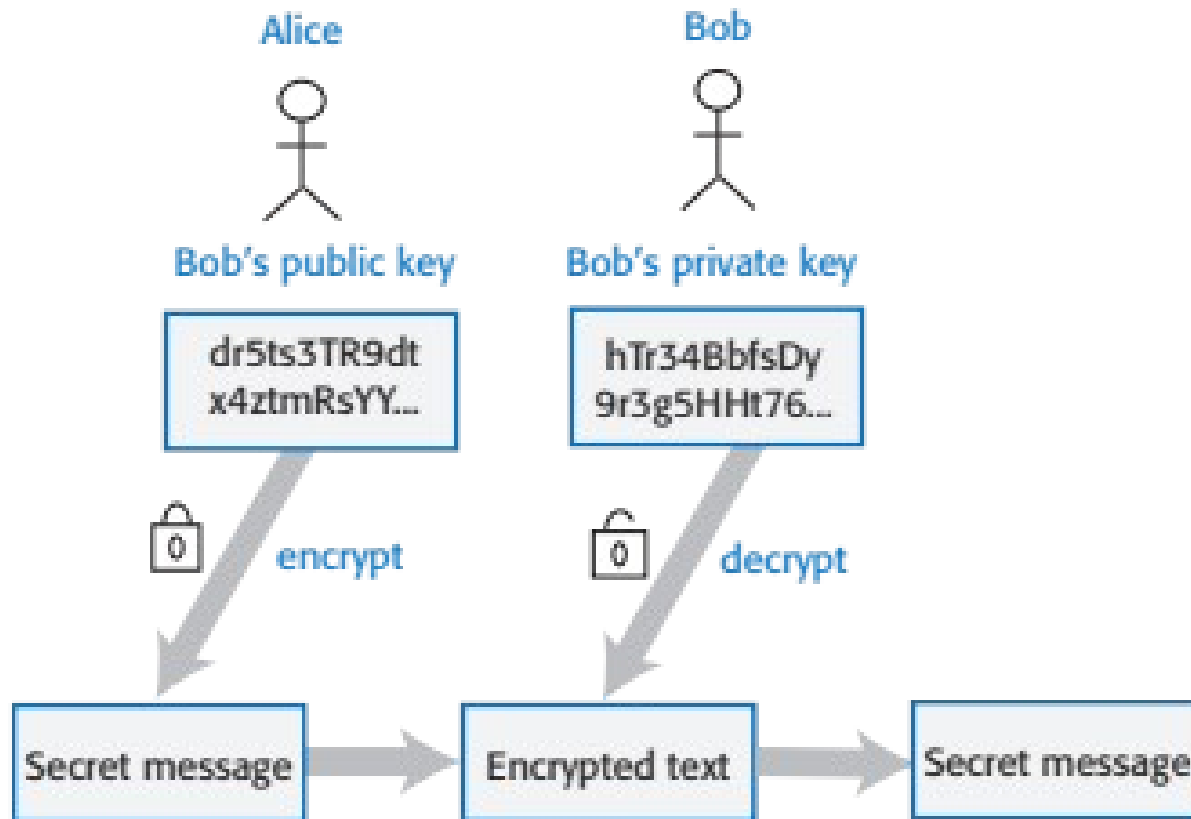 Alice
Bob
Bob's public key
Bob's private key
dr5ts3TR9dt
x4ztmRsYY...
hTr34BbfsDy
9r3g5HHt76...
0
encrypt
0
decrypt
Secret message
Encrypted text
Secret message